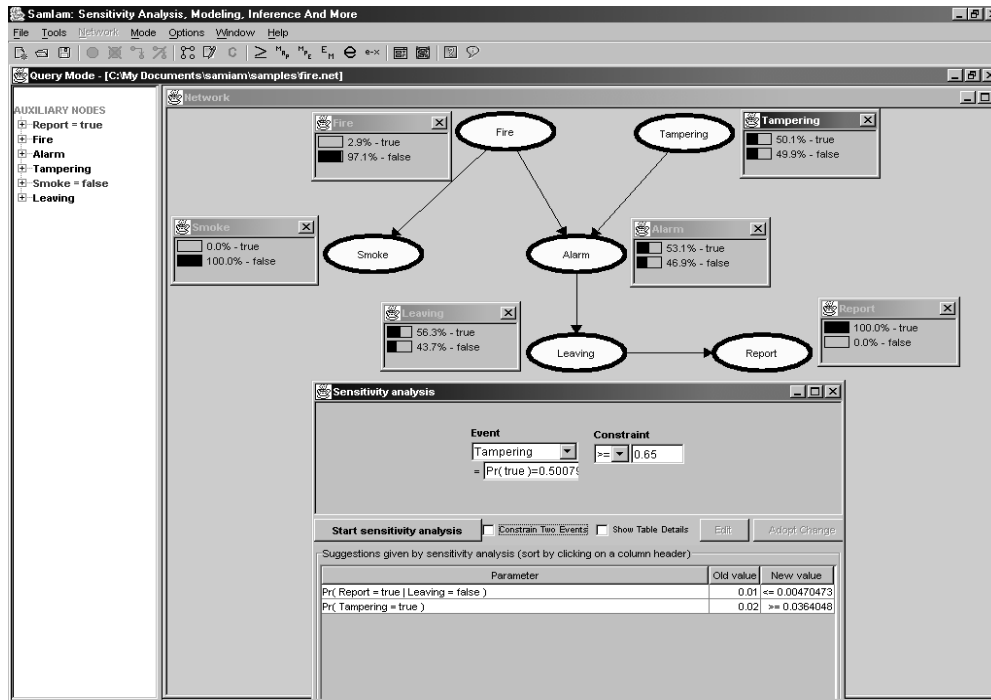 SamIam: Sensitivity Analysis, Modeling, Inference And More
File Tools Network Mode Options Window Help
Query Mode - [C:\My Documents\samiam\samples\fire.net]
AUXILIARY NODES
Report = true
Fire
Alarm
Tampering
Smoke = false
Leaving
Network
Fire
2.9% - true
97.1% - false
Fire
Tampering
Tampering
50.1% - true
49.9% - false
Smoke
0.0% - true
100.0% - false
Smoke
Alarm
Alarm
53.1% - true
46.9% - false
Leaving
56.3% - true
43.7% - false
Leaving
Report
Report
100.0% - true
0.0% - false
Sensitivity analysis
Event
Constraint
Tampering
>= 0.65
= Pr(true)=0.50079
Start sensitivity analysis
Constrain Two Events
Show Table Details
Edit
Adopt Change
Suggestions given by sensitivity analysis (sort by clicking on a column header)
Parameter Old value New value
Pr( Report = true | Leaving = false ) 0.01 <= 0.00470473
Pr( Tampering = true ) 0.02 >= 0.0364048